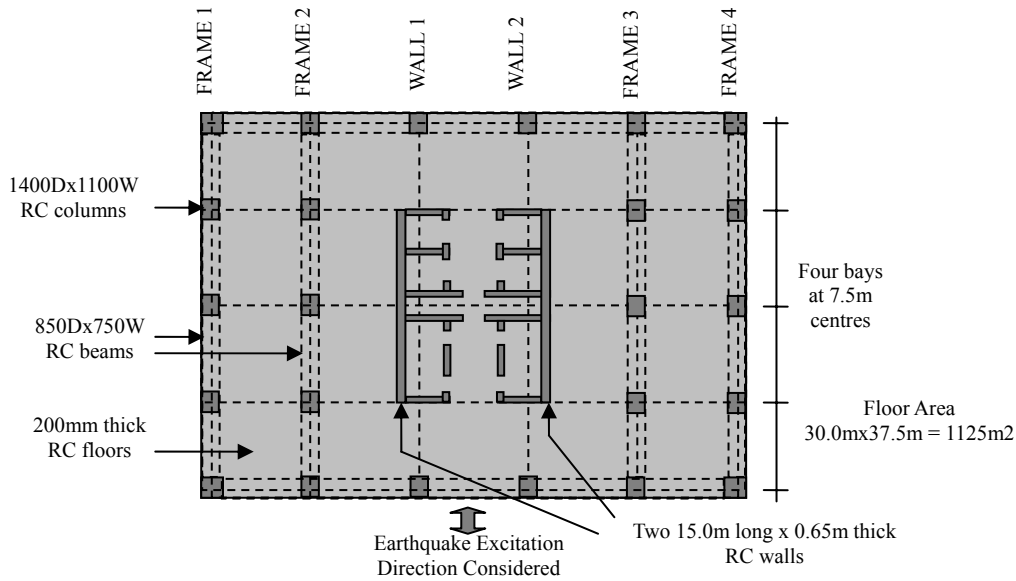 FRAME 1
FRAME 2
WALL 1
WALL 2
FRAME 3
FRAME 4
1400Dx1100W
RC columns
850Dx750W
RC beams
200mm thick
RC floors
Four bays
at 7.5m
centres
Floor Area
30.0mx37.5m = 1125m2
Earthquake Excitation
Direction Considered
Two 15.0m long x 0.65m thick
RC walls